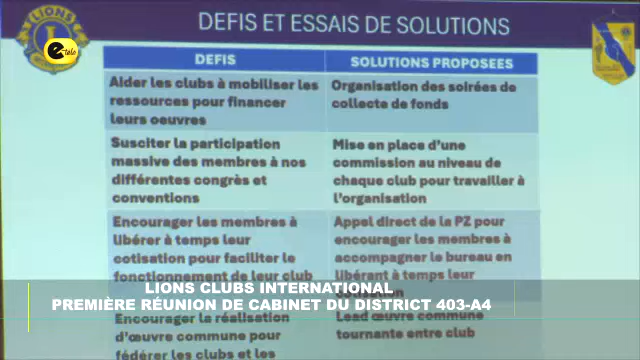 LIONS
e-télé
DEFIS ET ESSAIS DE SOLUTIONS
DEFIS
SOLUTIONS PROPOSEES
Aider les clubs à mobiliser les
ressources pour financer
leurs oeuvres
Organisation des soirées de
collecte de fonds
Susciter la participation
massive des membres à nos
différentes congrès et
conventions
Mise en place d'une
commission au niveau de
chaque club pour travailler à
l'organisation
Encourager les membres à
libérer à temps leur
cotisation pour faciliter le
fonctionnement de leur club
Appel direct de la PZ pour
encourager les membres à
accompagner le bureau en
libérant à temps leur
cotisation
Encourager la réalisation
d'œuvre commune pour
fédérer les clubs et les
Lead œuvre commune
tournante entre club
LIONS CLUBS INTERNATIONAL
PREMIÈRE RÉUNION DE CABINET DU DISTRICT 403-A4